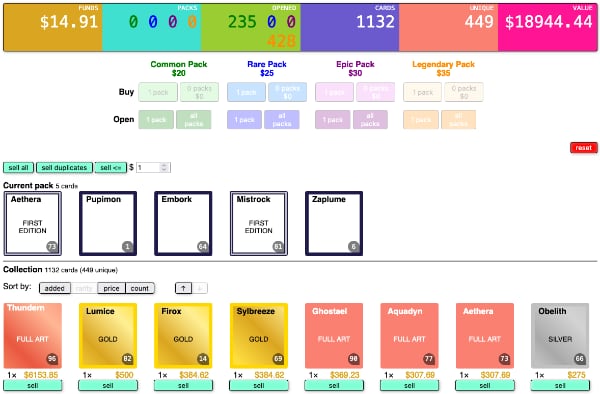 FUNDS PACKS OPENED CARDS UNIQUE VALUE
$14.91 0 0 0 0 235 0 0 1132 449 $18944.44
428
Common Pack Rare Pack Epic Pack Legendary Pack
$20 $25 $30 $35
Buy 1 pack 0 packs $0 1 pack 0 packs $0 1 pack 0 packs $0 1 pack 0 packs $0
Open 1 pack all packs 1 pack all packs 1 pack all packs 1 pack all packs
reset
sell all sell duplicates sell <= $ 1
Current pack 5 cards
Aethera Pupimon Embork Mistrock Zaplume
FIRST EDITION FIRST EDITION
73 1 64 81 6
Collection 1132 cards (449 unique)
Sort by: added rarity price count ↑ ↓
Thundern Lumice Firox Sylbreeze Ghostael Aquadyn Aethera Obelith
FULL ART GOLD GOLD GOLD FULL ART FULL ART FULL ART SILVER
96 82 14 69 90 77 73 66
1× $6153.85 1× $500 1× $384.62 1× $384.62 1× $369.23 1× $307.69 1× $307.69 1× $275
sell sell sell sell sell sell sell sell